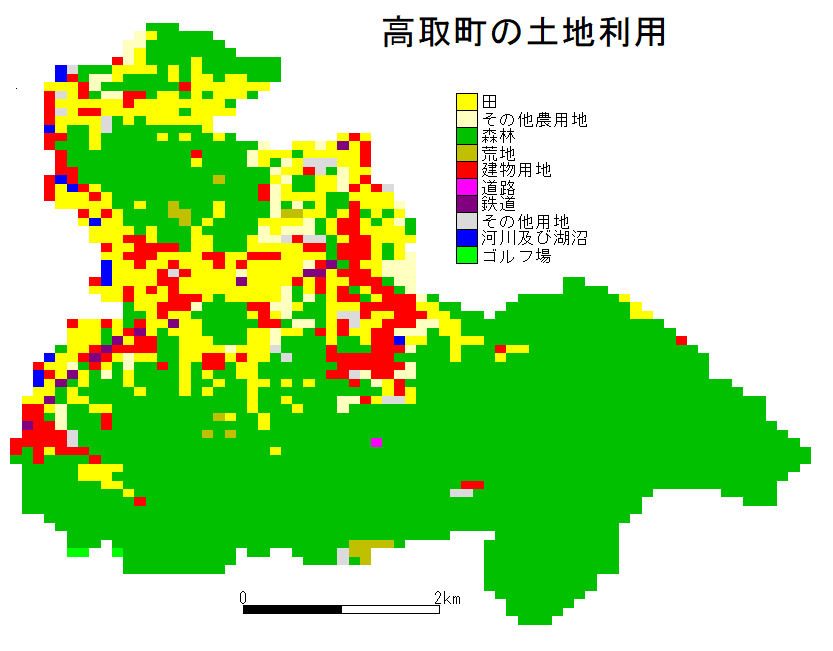 高取町の土地利用
田
その他農用地
森林
荒地
建物用地
道路
鉄道
その他用地
河川及び湖沼
ゴルフ場
0 2km